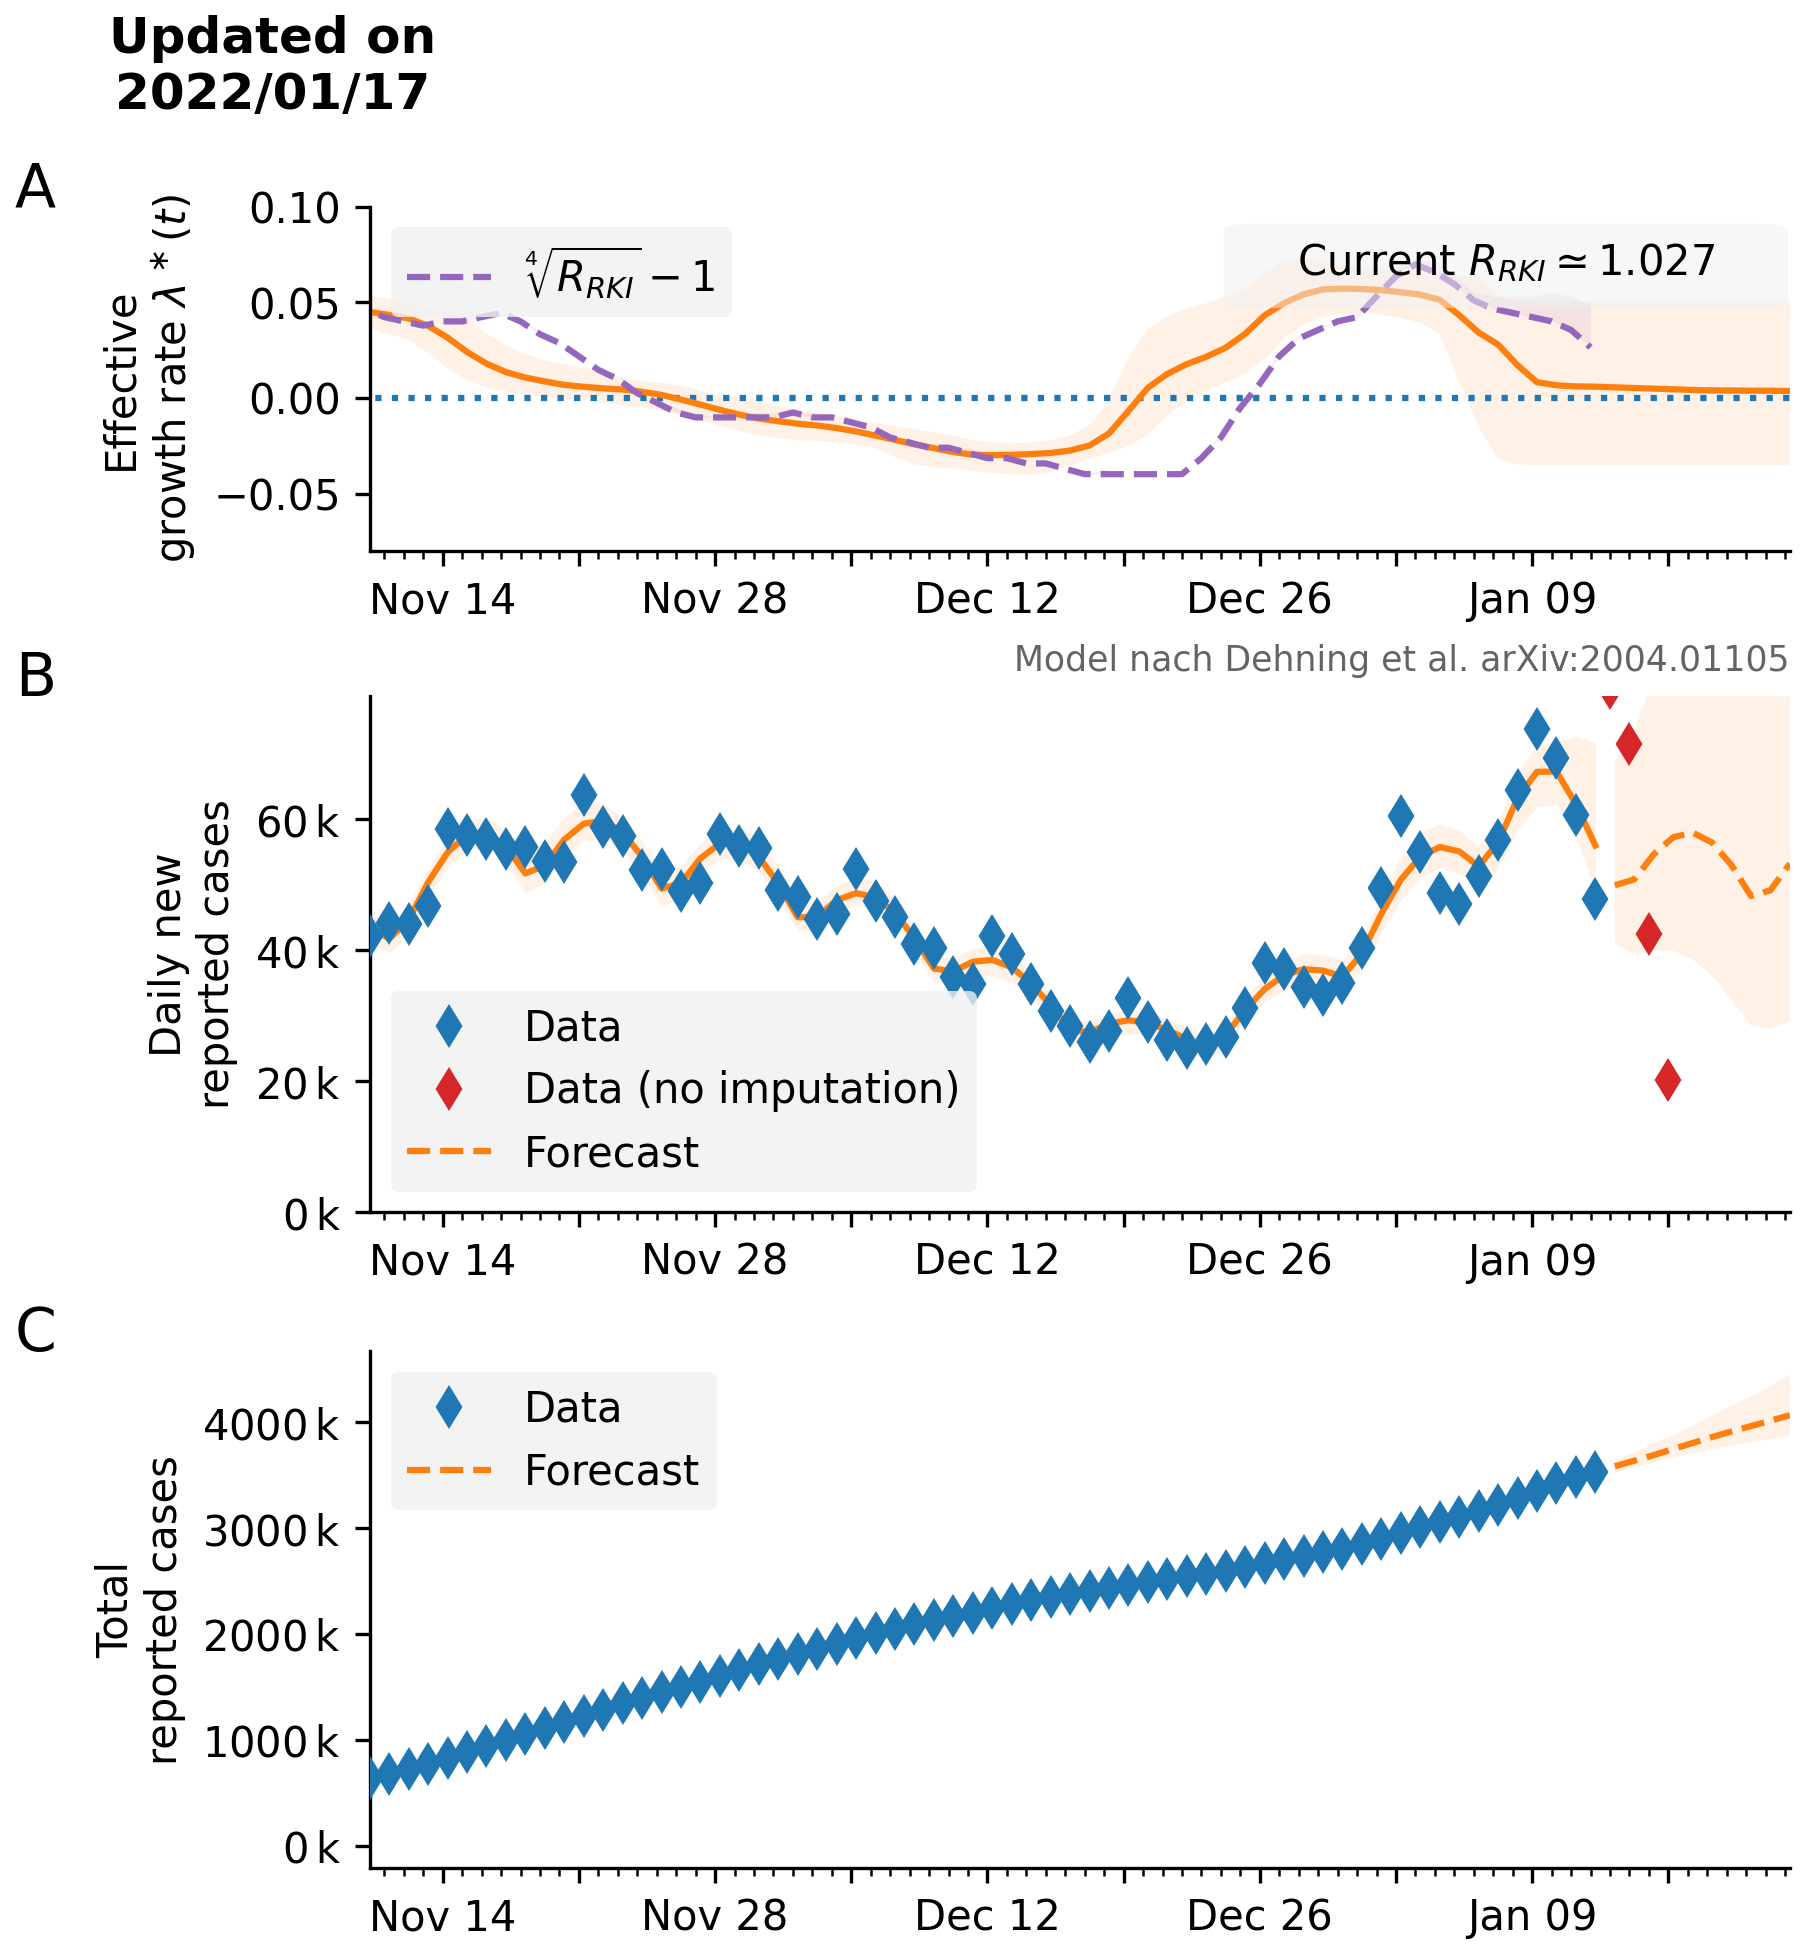 Updated on
2022/01/17
A
Effective
growth rate λ * (t)
0.10
0.05
0.00
−0.05
∜R_RKI − 1
Current R_RKI ≃ 1.027
Nov 14 Nov 28 Dec 12 Dec 26 Jan 09
Model nach Dehning et al. arXiv:2004.01105
B
Daily new
reported cases
60 k
40 k
20 k
0 k
Data
Data (no imputation)
Forecast
Nov 14 Nov 28 Dec 12 Dec 26 Jan 09
C
Total
reported cases
4000 k
3000 k
2000 k
1000 k
0 k
Data
Forecast
Nov 14 Nov 28 Dec 12 Dec 26 Jan 09